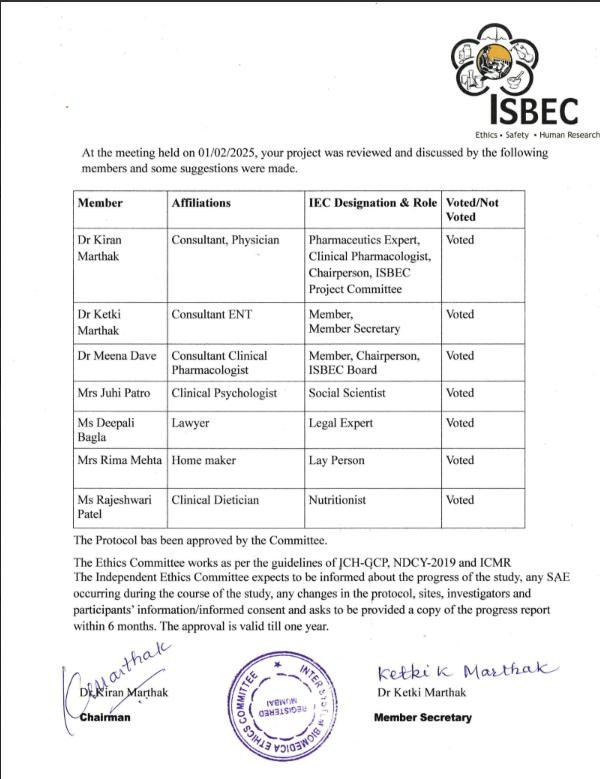 ISBEC
Ethics • Safety • Human Research
At the meeting held on 01/02/2025, your project was reviewed and discussed by the following
members and some suggestions were made.
Member Affiliations IEC Designation & Role Voted/Not
Voted
Dr Kiran Consultant, Physician Pharmaceutics Expert, Voted
Marthak Clinical Pharmacologist,
Chairperson, ISBEC
Project Committee
Dr Ketki Consultant ENT Member, Voted
Marthak Member Secretary
Dr Meena Dave Consultant Clinical Member, Chairperson, Voted
Pharmacologist ISBEC Board
Mrs Juhi Patro Clinical Psychologist Social Scientist Voted
Ms Deepali Lawyer Legal Expert Voted
Bagla
Mrs Rima Mehta Home maker Lay Person Voted
Ms Rajeshwari Clinical Dietician Nutritionist Voted
Patel
The Protocol has been approved by the Committee.
The Ethics Committee works as per the guidelines of JCH-GCP, NDCY-2019 and ICMR
The Independent Ethics Committee expects to be informed about the progress of the study, any SAE
occurring during the course of the study, any changes in the protocol, sites, investigators and
participants' information/informed consent and asks to be provided a copy of the progress report
within 6 months. The approval is valid till one year.
Marthak
Ketki K Marthak
Dr Kiran Marthak
Dr Ketki Marthak
Chairman
Member Secretary
INTER SYSTEM BIOMEDICA ETHICS COMMITTEE
REGISTERED
MUMBAI